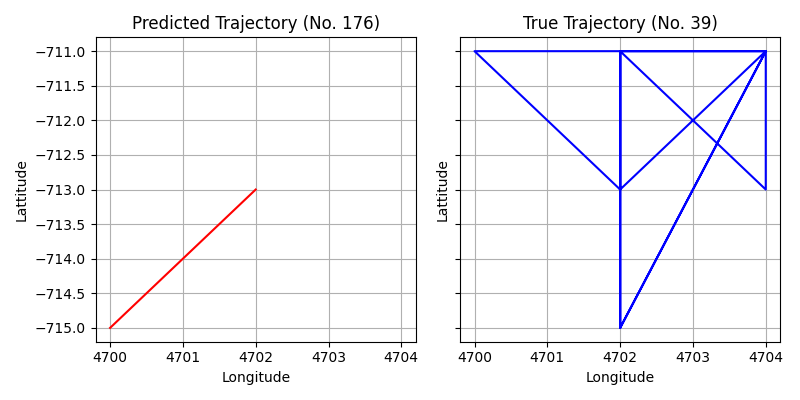 Predicted Trajectory (No. 176)
−711.0
−711.5
−712.0
−712.5
−713.0
−713.5
−714.0
−714.5
−715.0
Lattitude
4700 4701 4702 4703 4704
Longitude
True Trajectory (No. 39)
Lattitude
4700 4701 4702 4703 4704
Longitude